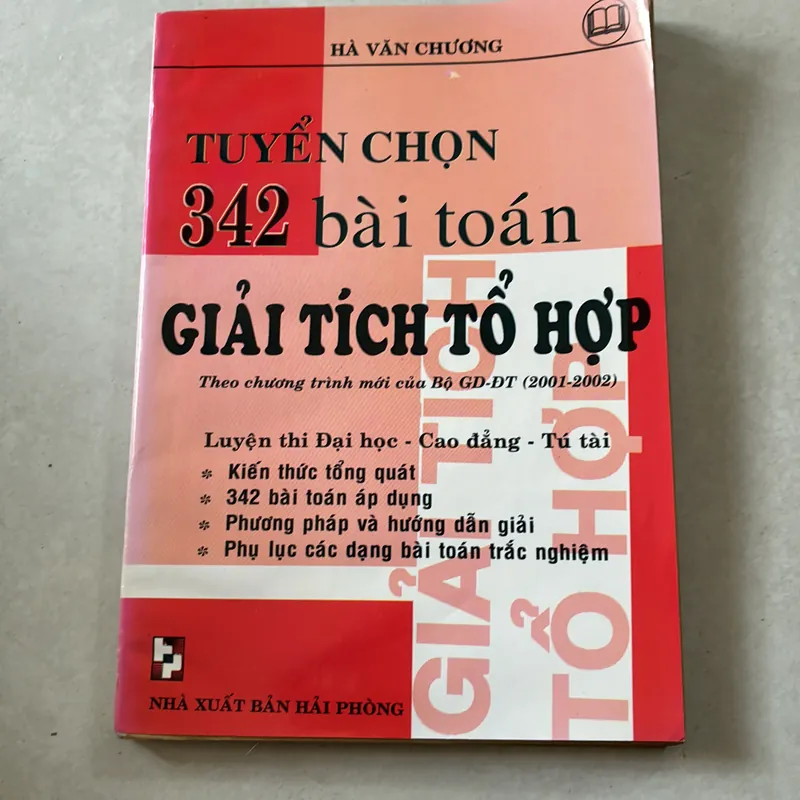 HÀ VĂN CHƯƠNG
TUYỂN CHỌN
342 bài toán
GIẢI TÍCH TỔ HỢP
Theo chương trình mới của Bộ GD-ĐT (2001-2002)
Luyện thi Đại học - Cao đẳng - Tú tài
* Kiến thức tổng quát
* 342 bài toán áp dụng
* Phương pháp và hướng dẫn giải
* Phụ lục các dạng bài toán trắc nghiệm
GIẢI TÍCH
TỔ HỢP
NHÀ XUẤT BẢN HẢI PHÒNG